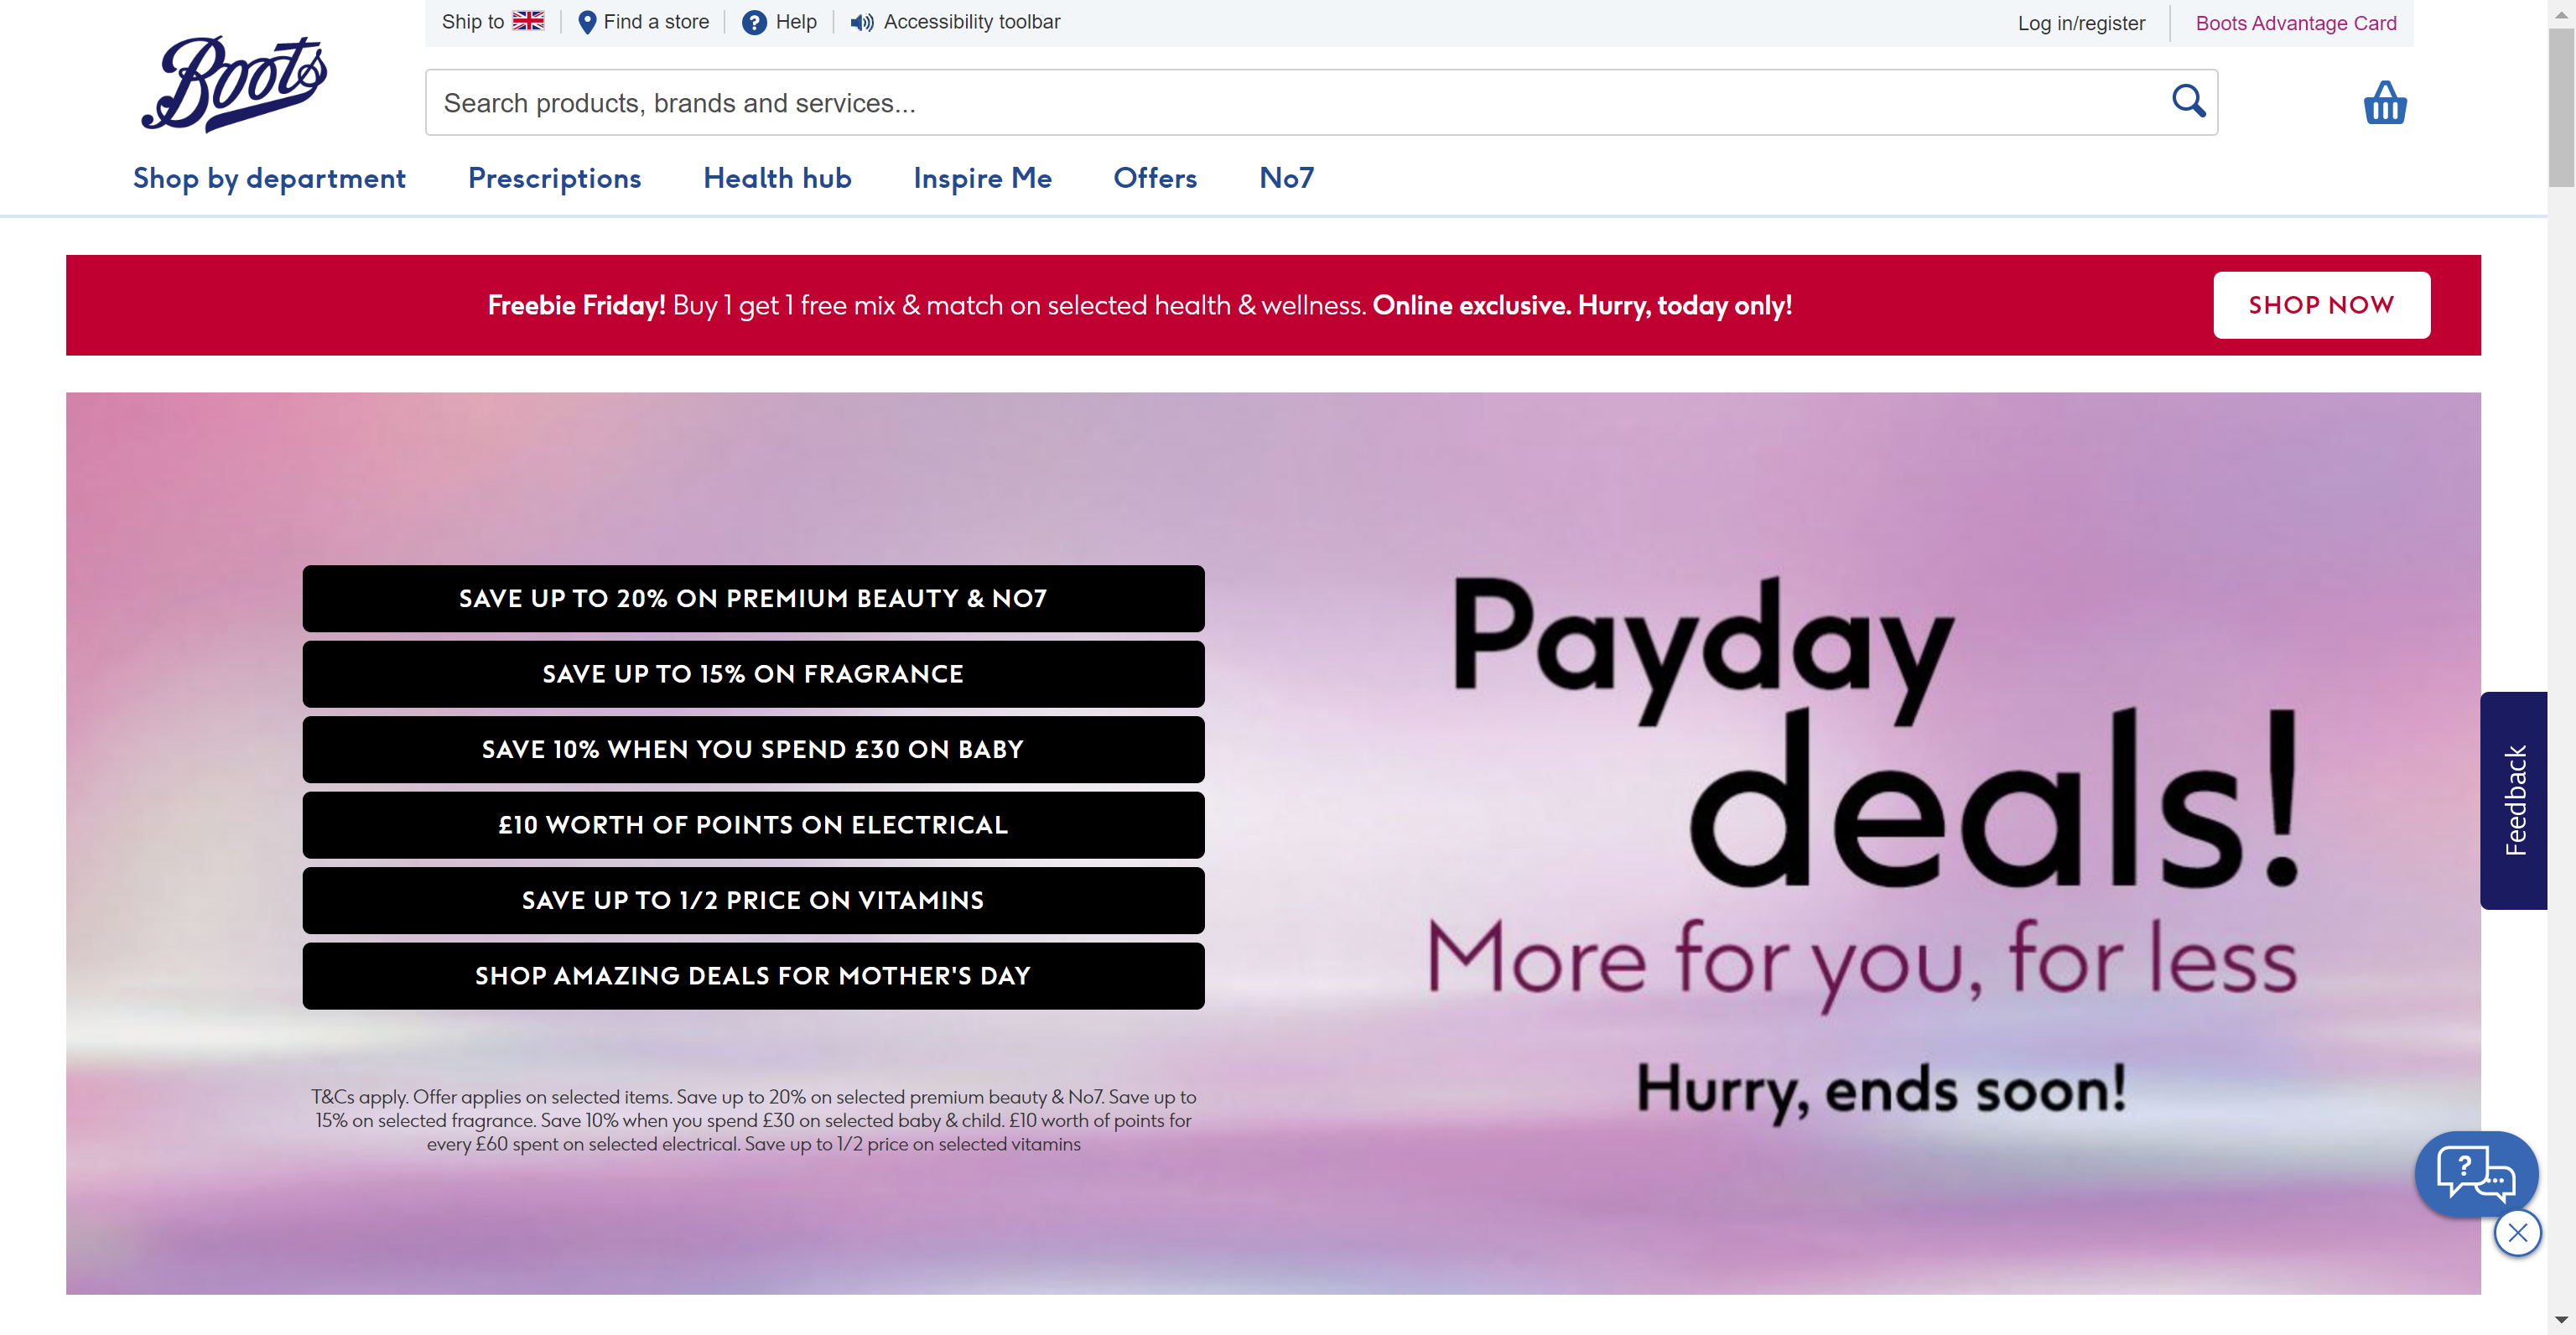 Ship to
Find a store
Help
Accessibility toolbar
Log in/register
Boots Advantage Card
Boots
Search products, brands and services...
Shop by department
Prescriptions
Health hub
Inspire Me
Offers
No7
Freebie Friday! Buy 1 get 1 free mix & match on selected health & wellness. Online exclusive. Hurry, today only!
SHOP NOW
SAVE UP TO 20% ON PREMIUM BEAUTY & NO7
SAVE UP TO 15% ON FRAGRANCE
SAVE 10% WHEN YOU SPEND £30 ON BABY
£10 WORTH OF POINTS ON ELECTRICAL
SAVE UP TO 1/2 PRICE ON VITAMINS
SHOP AMAZING DEALS FOR MOTHER'S DAY
T&Cs apply. Offer applies on selected items. Save up to 20% on selected premium beauty & No7. Save up to
15% on selected fragrance. Save 10% when you spend £30 on selected baby & child. £10 worth of points for
every £60 spent on selected electrical. Save up to 1/2 price on selected vitamins
Payday
deals!
More for you, for less
Hurry, ends soon!
Feedback